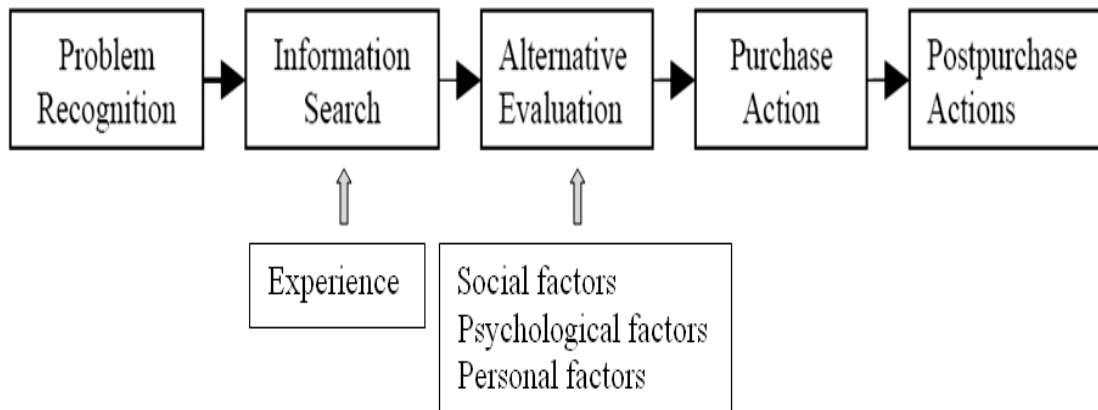 Problem
Recognition
Information
Search
Alternative
Evaluation
Purchase
Action
Postpurchase
Actions
Experience
Social factors
Psychological factors
Personal factors